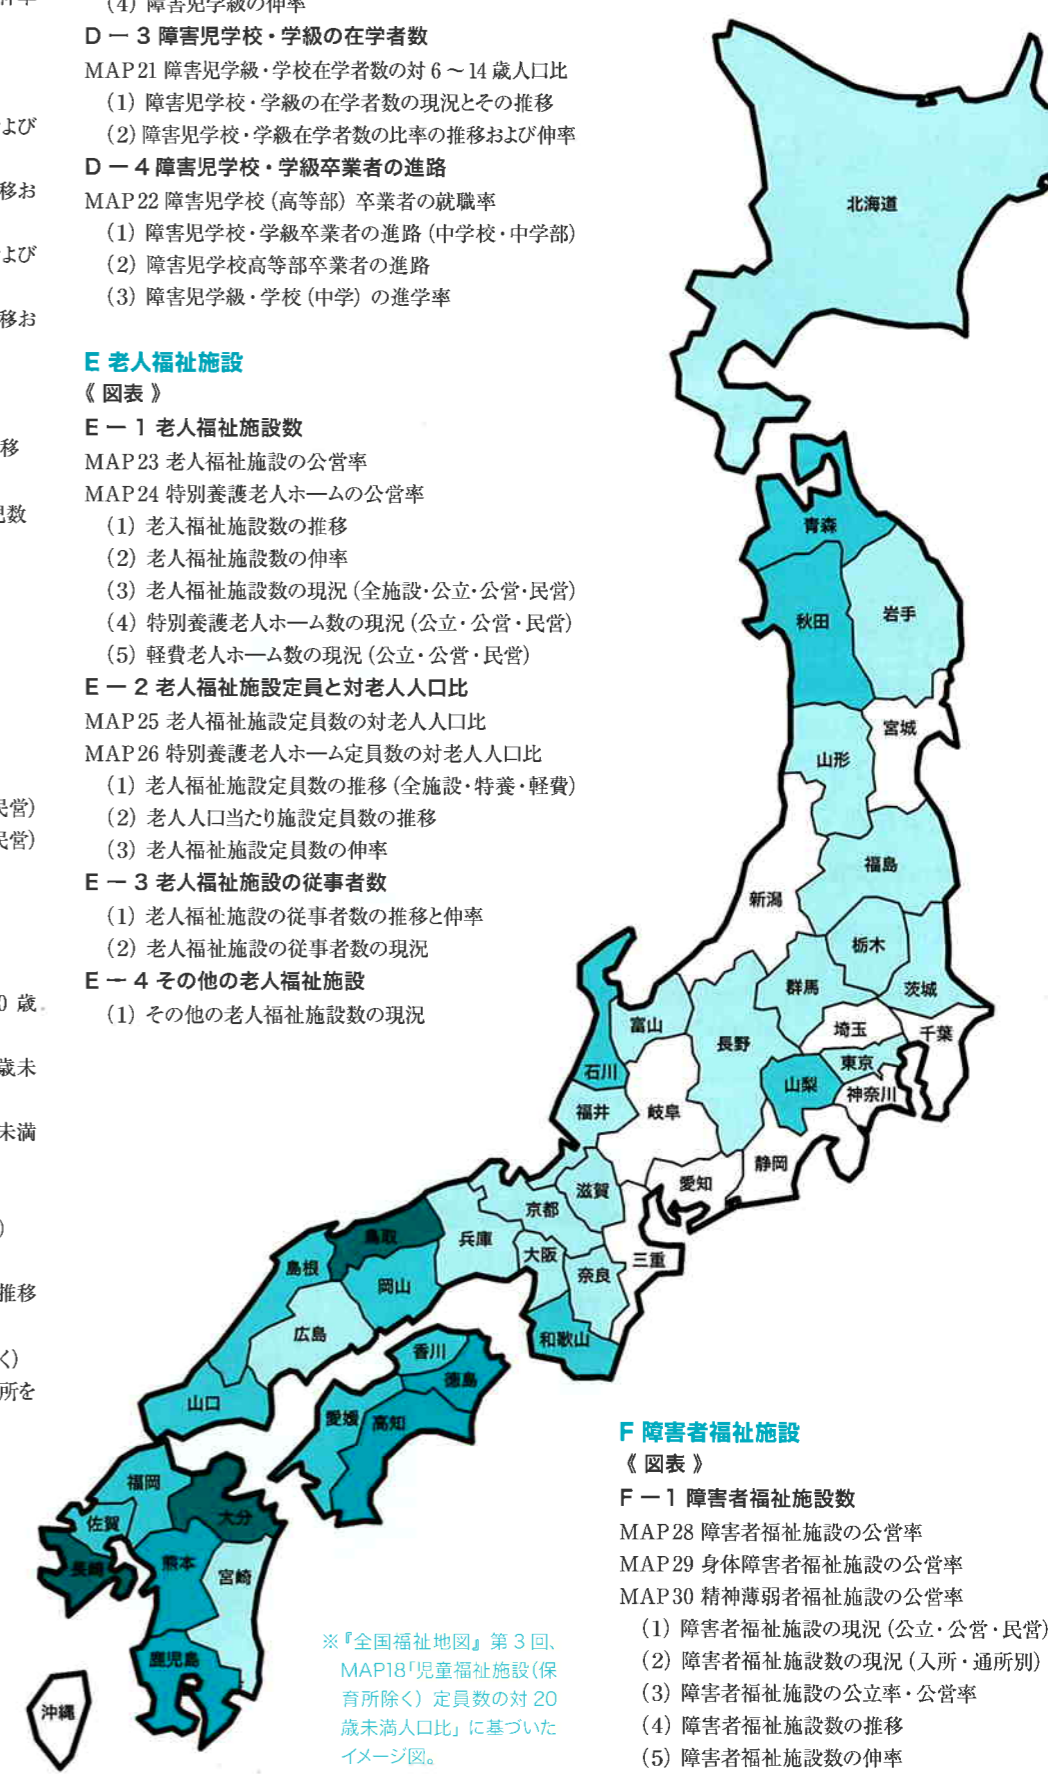 伸率
（4）障害児学級の伸率
D－3 障害児学校・学級の在学者数
MAP21 障害児学級・学校在学者数の対6～14歳人口比
（1）障害児学校・学級の在学者数の現況とその推移
（2）障害児学校・学級在学者数の比率の推移および伸率
D－4 障害児学校・学級卒業者の進路
MAP22 障害児学校（高等部）卒業者の就職率
（1）障害児学校・学級卒業者の進路（中学校・中学部）
（2）障害児学校高等部卒業者の進路
（3）障害児学級・学校（中学）の進学率
E 老人福祉施設
《図表》
E－1 老人福祉施設数
MAP23 老人福祉施設の公営率
MAP24 特別養護老人ホームの公営率
（1）老入福祉施設数の推移
（2）老人福祉施設数の伸率
（3）老人福祉施設数の現況（全施設・公立・公営・民営）
（4）特別養護老人ホーム数の現況（公立・公営・民営）
（5）軽費老人ホーム数の現況（公立・公営・民営）
E－2 老人福祉施設定員と対老人人口比
MAP25 老人福祉施設定員数の対老人人口比
MAP26 特別養護老人ホーム定員数の対老人人口比
（1）老人福祉施設定員数の推移（全施設・特養・軽費）
（2）老人人口当たり施設定員数の推移
（3）老人福祉施設定員数の伸率
E－3 老人福祉施設の従事者数
（1）老人福祉施設の従事者数の推移と伸率
（2）老人福祉施設の従事者数の現況
E－4 その他の老人福祉施設
（1）その他の老人福祉施設数の現況
よび
移お
よび
移お
移
児数
民営）
民営）
0歳
歳未
未満
）
推移
く）
所を
北海道
青森
秋田
岩手
宮城
山形
福島
新潟
栃木
群馬
茨城
富山
長野
埼玉
千葉
石川
東京
山梨
神奈川
福井
岐阜
静岡
愛知
滋賀
京都
兵庫
鳥取
大阪
三重
島根
岡山
奈良
広島
和歌山
香川
徳島
山口
愛媛
高知
福岡
佐賀
大分
長崎
熊本
宮崎
鹿児島
沖縄
※『全国福祉地図』第3回、
MAP18「児童福祉施設（保
育所除く）定員数の対20
歳未満人口比」に基づいた
イメージ図。
F 障害者福祉施設
《図表》
F－1 障害者福祉施設数
MAP28 障害者福祉施設の公営率
MAP29 身体障害者福祉施設の公営率
MAP30 精神薄弱者福祉施設の公営率
（1）障害者福祉施設の現況（公立・公営・民営）
（2）障害者福祉施設数の現況（入所・通所別）
（3）障害者福祉施設の公立率・公営率
（4）障害者福祉施設数の推移
（5）障害者福祉施設数の伸率